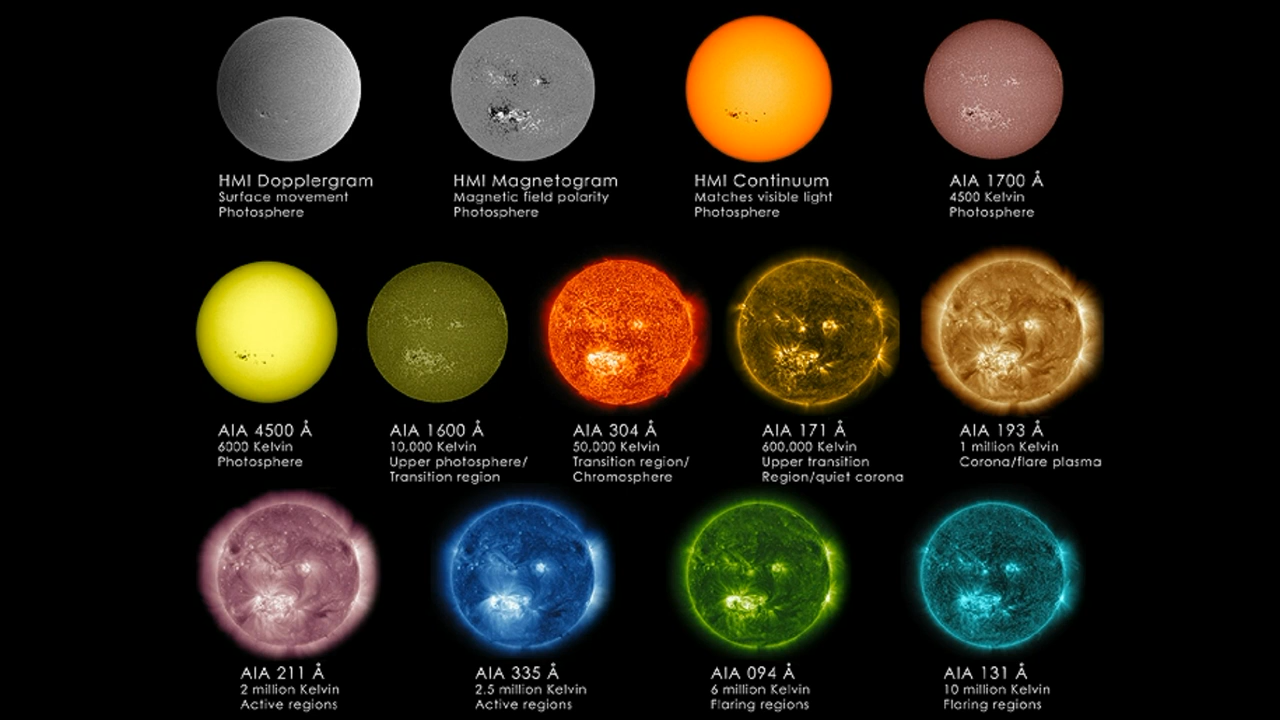 HMI Dopplergram
Surface movement
Photosphere
HMI Magnetogram
Magnetic field polarity
Photosphere
HMI Continuum
Matches visible light
Photosphere
AIA 1700 Å
4500 Kelvin
Photosphere
AIA 4500 Å
6000 Kelvin
Photosphere
AIA 1600 Å
10,000 Kelvin
Upper photosphere/
Transition region
AIA 304 Å
50,000 Kelvin
Transition region/
Chromosphere
AIA 171 Å
600,000 Kelvin
Upper transition
Region/quiet corona
AIA 193 Å
1 million Kelvin
Corona/flare plasma
AIA 211 Å
2 million Kelvin
Active regions
AIA 335 Å
2.5 million Kelvin
Active regions
AIA 094 Å
6 million Kelvin
Flaring regions
AIA 131 Å
10 million Kelvin
Flaring regions